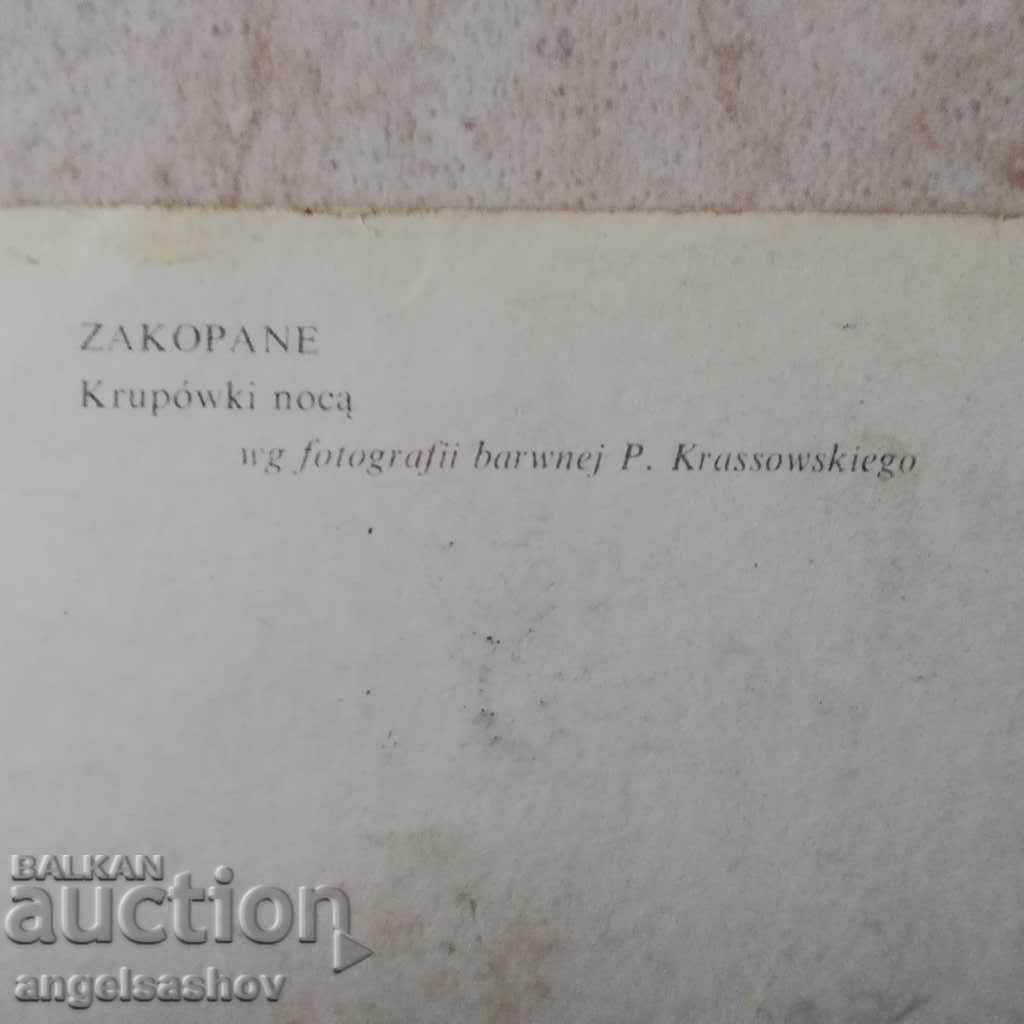 ZAKOPANE
Krupówki nocą
wg fotografii barwnej P. Krassowskiego
BALKAN
auction
angelsashov